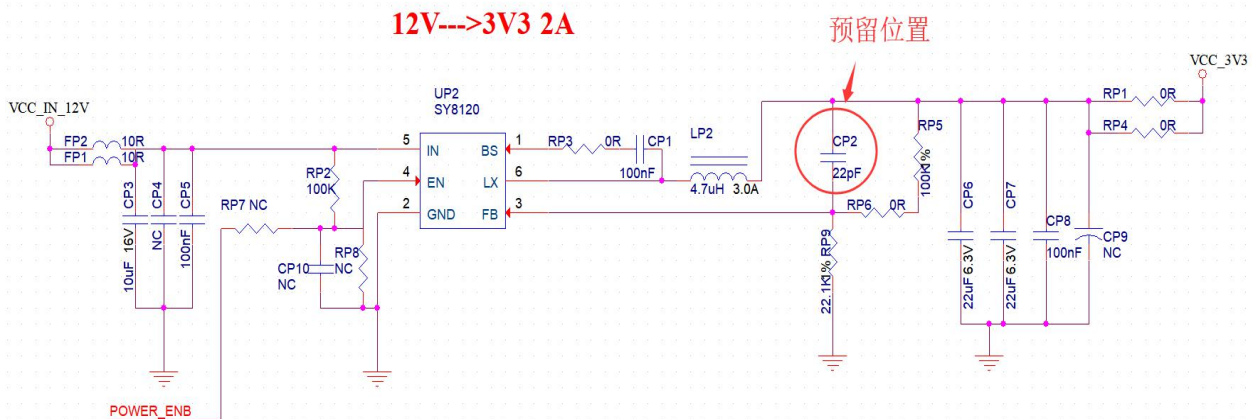 12V--->3V3 2A
预留位置
VCC_3V3
VCC_IN_12V
UP2
SY8120
RP1 0R
RP4 0R
FP2 10R
FP1 10R
5 IN BS 1
4 EN LX 6
2 GND FB 3
RP3 0R
CP1
100nF
LP2
4.7uH 3.0A
CP2
22pF
RP5
100K 1%
RP6 0R
RP2
100K
RP7 NC
CP3
10uF 16V
CP4
NC
CP5
100nF
CP10
NC
RP8
NC
RP9
22.1K 1%
CP6
22uF 6.3V
CP7
22uF 6.3V
CP8
100nF
CP9
NC
POWER_ENB